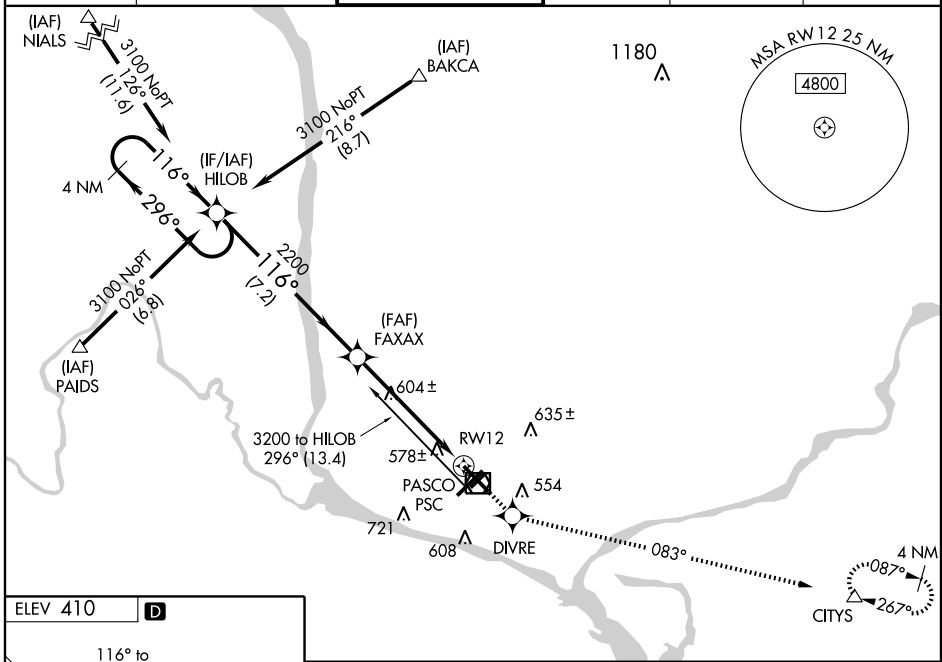 (IAF)
NIALS
3100 NoPT
126°
(11.6)
(IAF)
BAKCA
3100 NoPT
216°
(8.7)
1180
MSA RW12 25 NM
4800
4 NM
116°
296°
(IF/IAF)
HILOB
3100 NoPT
026°
(6.8)
(IAF)
PAIDS
2200
116°
(7.2)
(FAF)
FAXAX
604±
635±
3200 to HILOB
296° (13.4)
578±
RW12
PASCO
PSC
554
721
608
DIVRE
083°
4 NM
087°
267°
CITYS
ELEV 410
D
116° to